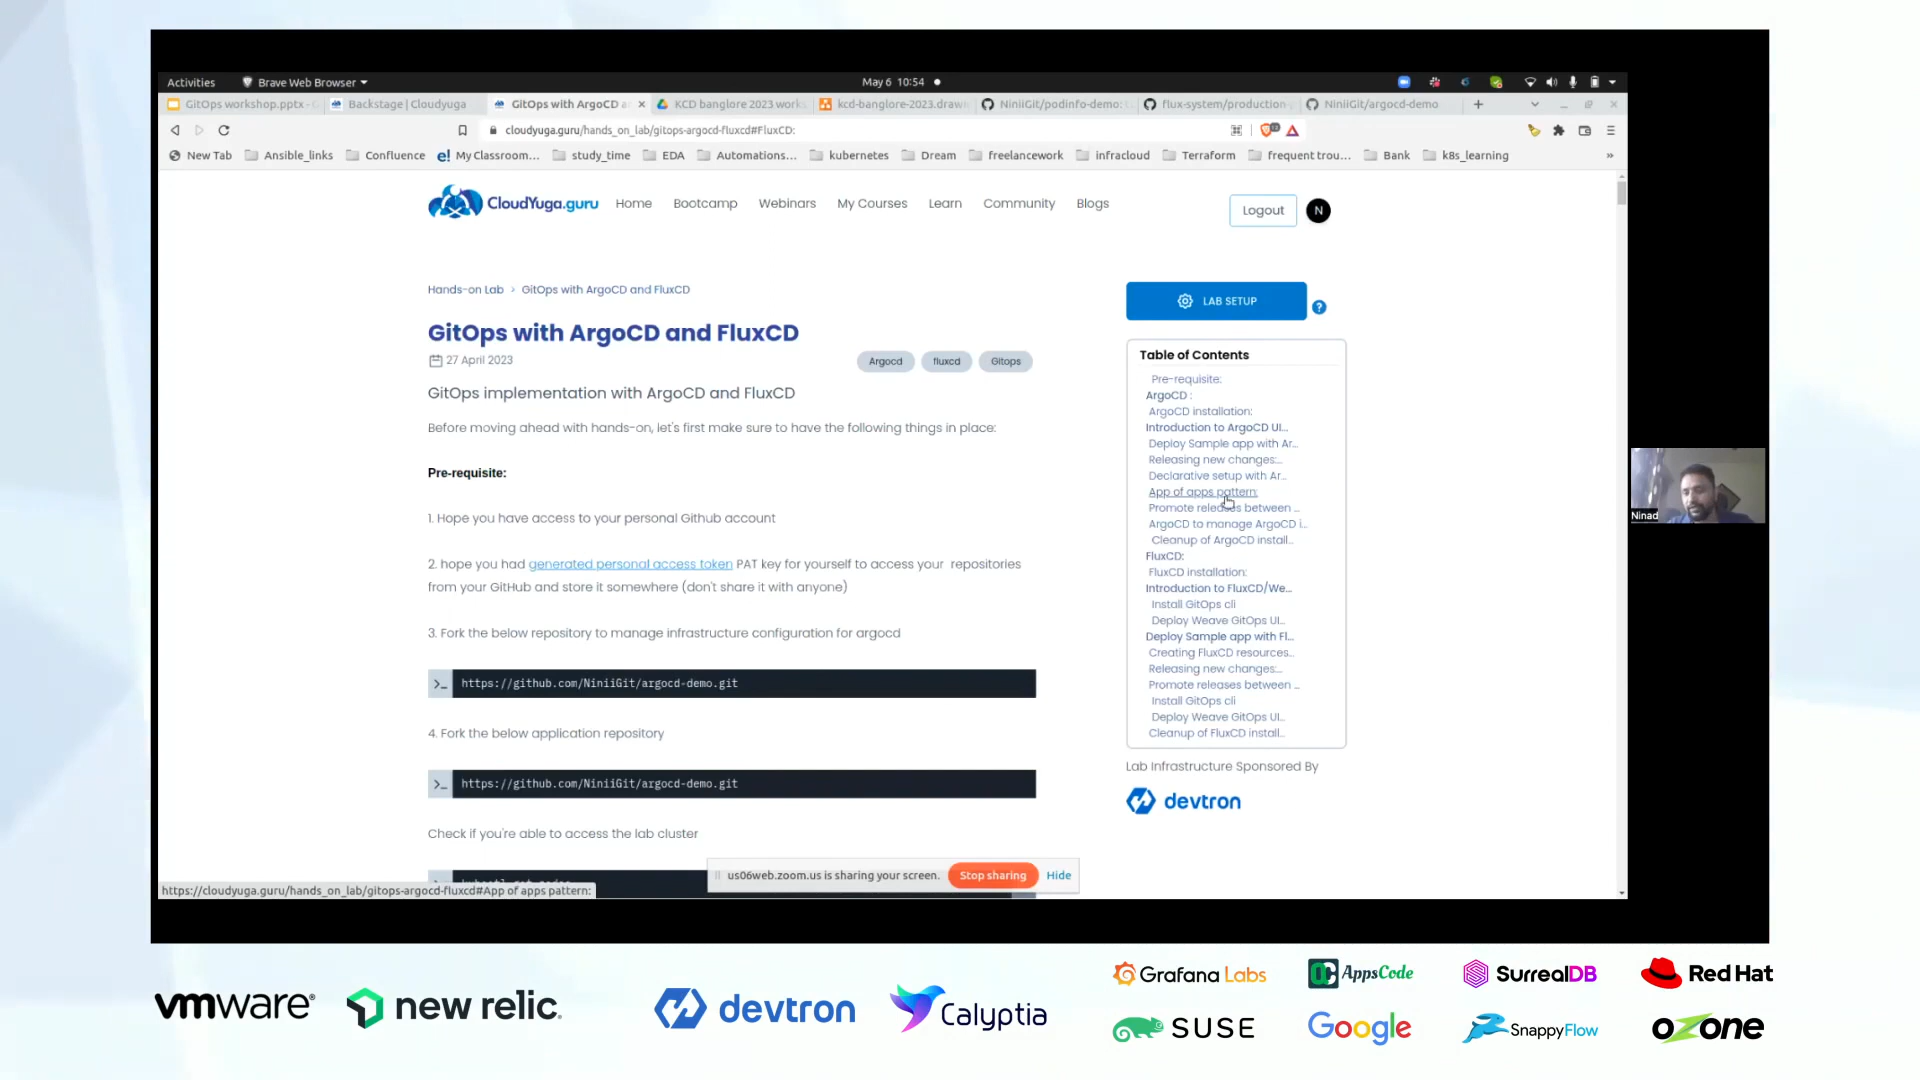 Activities
Brave Web Browser
May 6 10:54
GitOps workshop.pptx - G
Backstage | Cloudyuga
GitOps with ArgoCD a
KCD banglore 2023 works
kcd-banglore-2023.drawn
NiniiGit/podinfo-demo:
flux-system/production-
NiniiGit/argocd-demo
cloudyuga.guru/hands_on_lab/gitops-argocd-fluxcd#FluxCD:
New Tab
Ansible_links
Confluence
My Classroom...
study_time
EDA
Automations...
kubernetes
Dream
freelancework
infracloud
Terraform
frequent trou...
Bank
k8s_learning
CloudYuga.guru
Home
Bootcamp
Webinars
My Courses
Learn
Community
Blogs
Logout
N
Hands-on Lab > GitOps with ArgoCD and FluxCD
GitOps with ArgoCD and FluxCD
27 April 2023
Argocd
fluxcd
Gitops
GitOps implementation with ArgoCD and FluxCD
Before moving ahead with hands-on, let's first make sure to have the following things in place:
Pre-requisite:
1. Hope you have access to your personal Github account
2. hope you had generated personal access token PAT key for yourself to access your repositories
from your GitHub and store it somewhere (don't share it with anyone)
3. Fork the below repository to manage infrastructure configuration for argocd
>_ https://github.com/NiniiGit/argocd-demo.git
4. Fork the below application repository
>_ https://github.com/NiniiGit/argocd-demo.git
Check if you're able to access the lab cluster
LAB SETUP
?
Table of Contents
Pre-requisite:
ArgoCD :
ArgoCD installation:
Introduction to ArgoCD UI...
Deploy Sample app with Ar...
Releasing new changes:...
Declarative setup with Ar...
App of apps pattern:
Promote releases between ...
ArgoCD to manage ArgoCD i...
Cleanup of ArgoCD install...
FluxCD:
FluxCD installation:
Introduction to FluxCD/We...
Install GitOps cli
Deploy Weave GitOps UI...
Deploy Sample app with Fl...
Creating FluxCD resources...
Releasing new changes:...
Promote releases between ...
Install GitOps cli
Deploy Weave GitOps UI...
Cleanup of FluxCD install...
Lab Infrastructure Sponsored By
devtron
us06web.zoom.us is sharing your screen.
Stop sharing
Hide
https://cloudyuga.guru/hands_on_lab/gitops-argocd-fluxcd#App of apps pattern:
Ninad
vmware
new relic.
devtron
Calyptia
Grafana Labs
AppsCode
SurrealDB
Red Hat
SUSE
Google
SnappyFlow
ozone